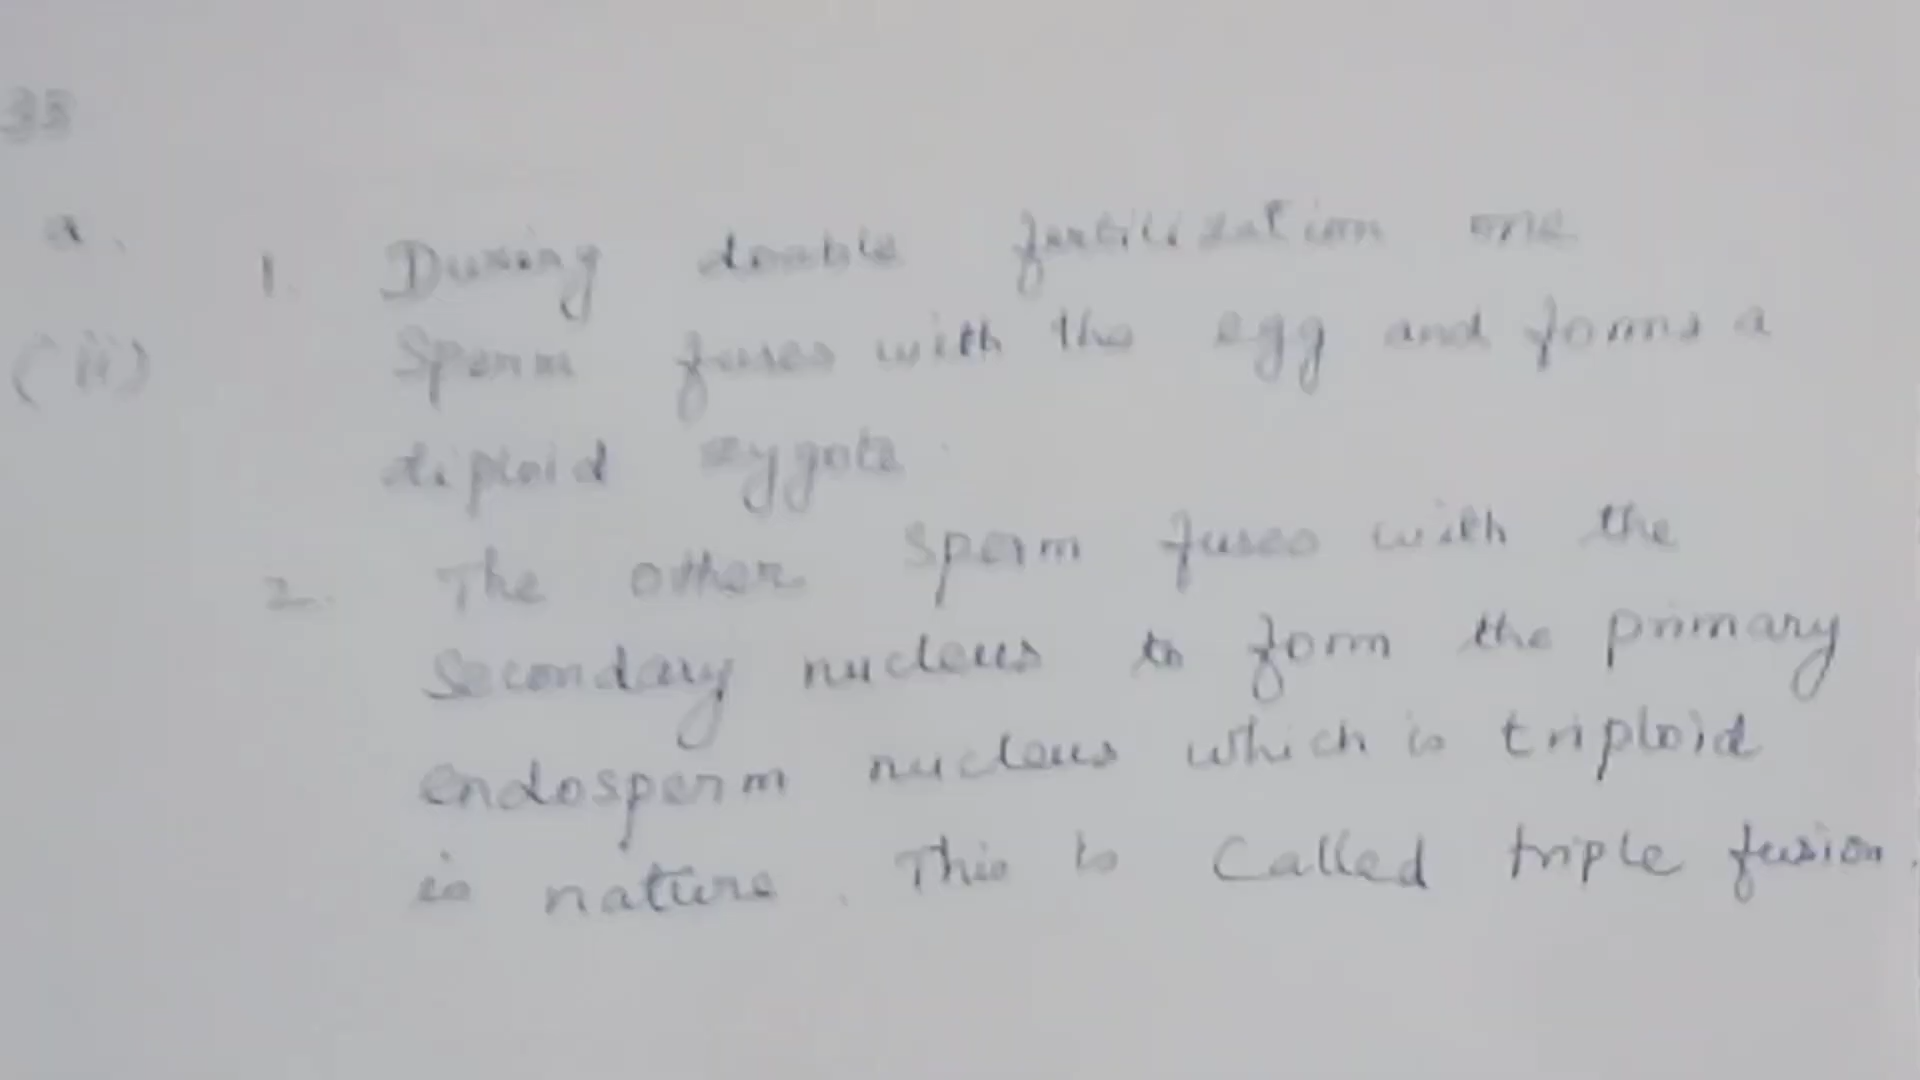 33
a.
1. During double fertilization one
(ii) Sperm fuses with the egg and forms a
diploid zygote.
2. The other sperm fuses with the
Secondary nucleus to form the primary
endosperm nucleus which is triploid
in nature. This is Called triple fusion.